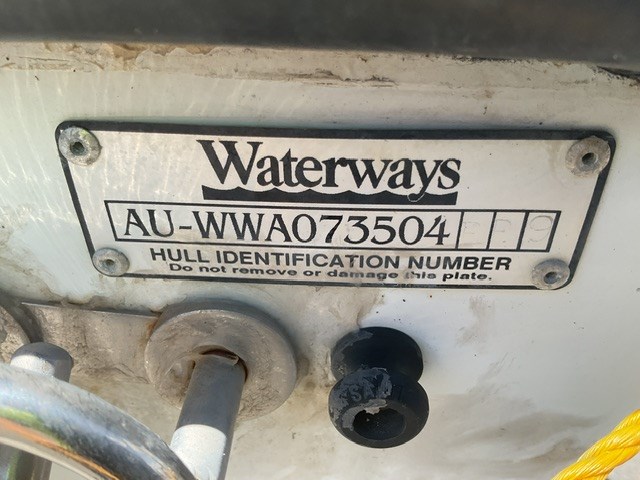 Waterways
AU-WWA073504
HULL IDENTIFICATION NUMBER
Do not remove or damage this plate.